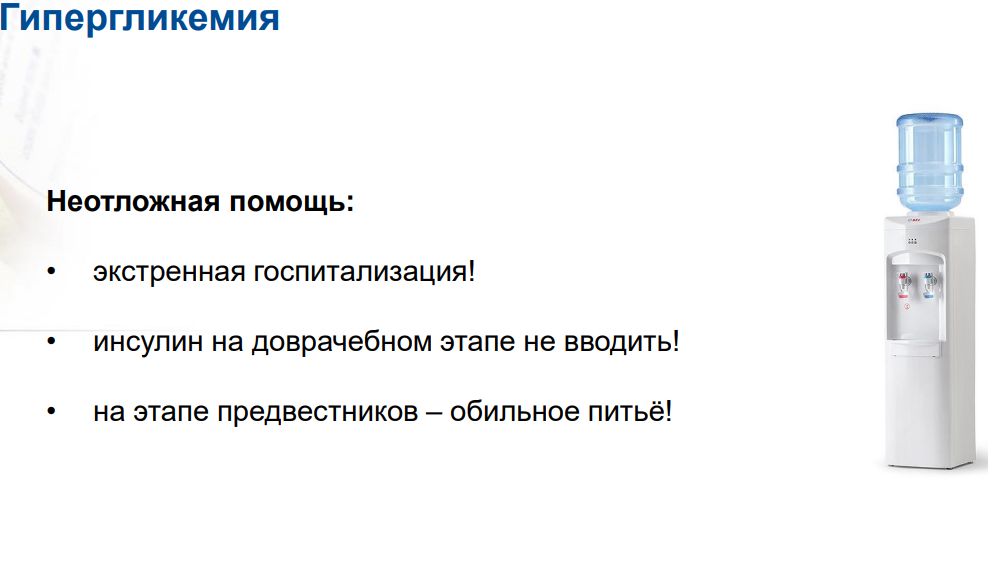 Гипергликемия
Неотложная помощь:
• экстренная госпитализация!
• инсулин на доврачебном этапе не вводить!
• на этапе предвестников – обильное питьё!